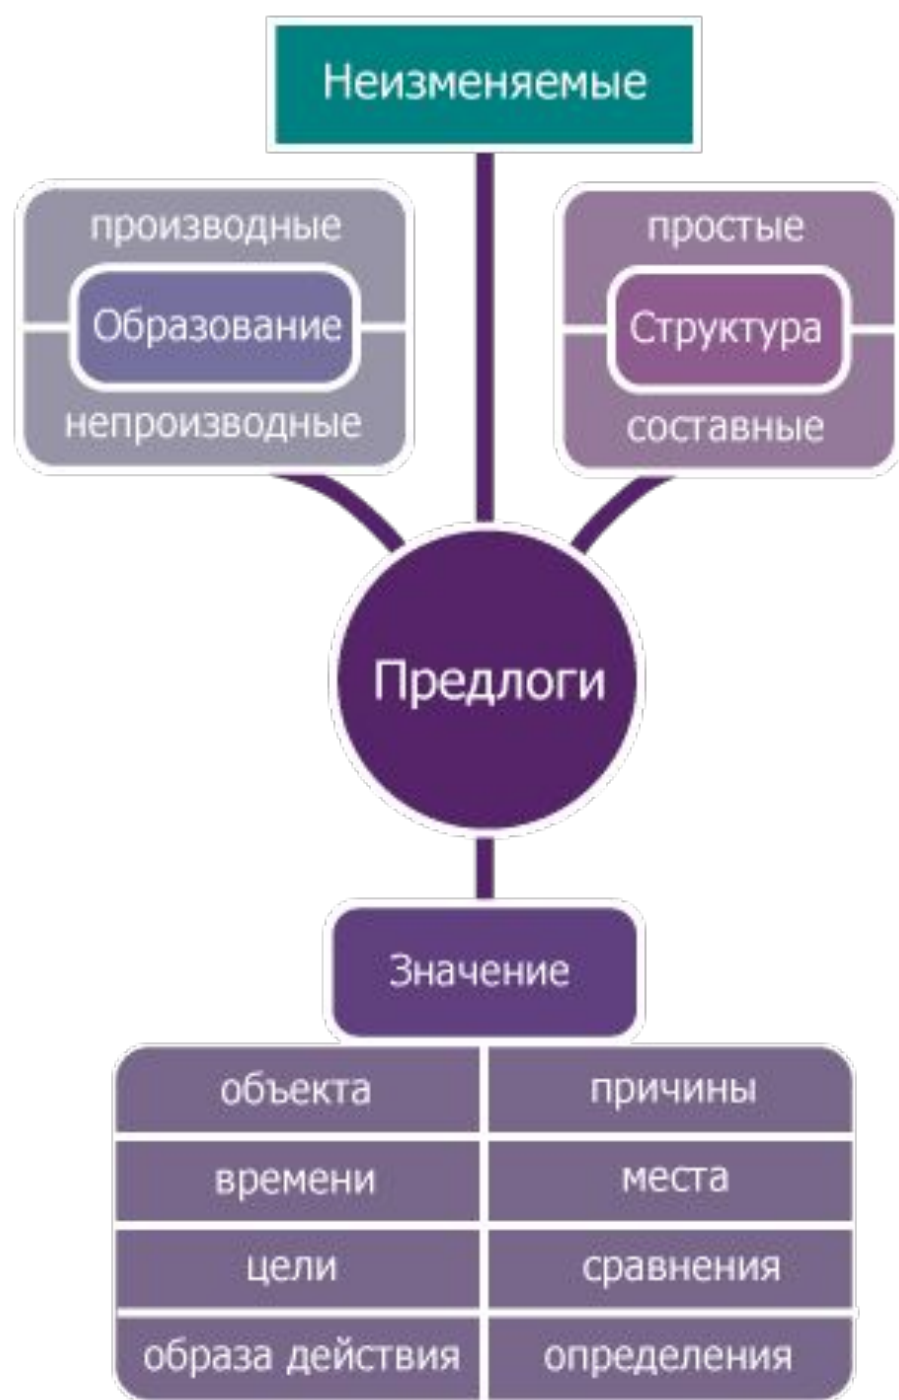 Неизменяемые
производные
Образование
непроизводные
простые
Структура
составные
Предлоги
Значение
объекта
причины
времени
места
цели
сравнения
образа действия
определения